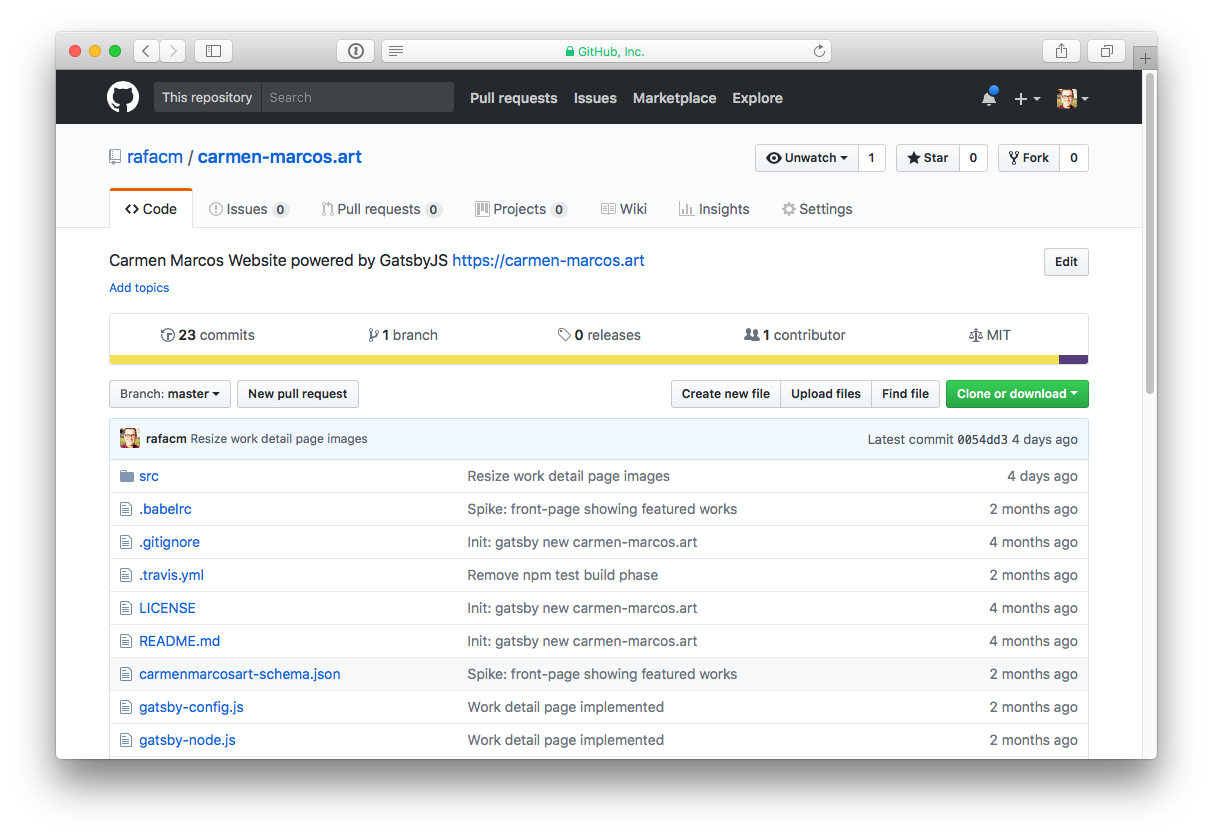 GitHub, Inc.
This repository Search Pull requests Issues Marketplace Explore
rafacm / carmen-marcos.art Unwatch 1 Star 0 Fork 0
Code Issues 0 Pull requests 0 Projects 0 Wiki Insights Settings
Carmen Marcos Website powered by GatsbyJS https://carmen-marcos.art Edit
Add topics
23 commits 1 branch 0 releases 1 contributor MIT
Branch: master New pull request Create new file Upload files Find file Clone or download
rafacm Resize work detail page images Latest commit 0054dd3 4 days ago
src Resize work detail page images 4 days ago
.babelrc Spike: front-page showing featured works 2 months ago
.gitignore Init: gatsby new carmen-marcos.art 4 months ago
.travis.yml Remove npm test build phase 2 months ago
LICENSE Init: gatsby new carmen-marcos.art 4 months ago
README.md Init: gatsby new carmen-marcos.art 4 months ago
carmenmarcosart-schema.json Spike: front-page showing featured works 2 months ago
gatsby-config.js Work detail page implemented 2 months ago
gatsby-node.js Work detail page implemented 2 months ago